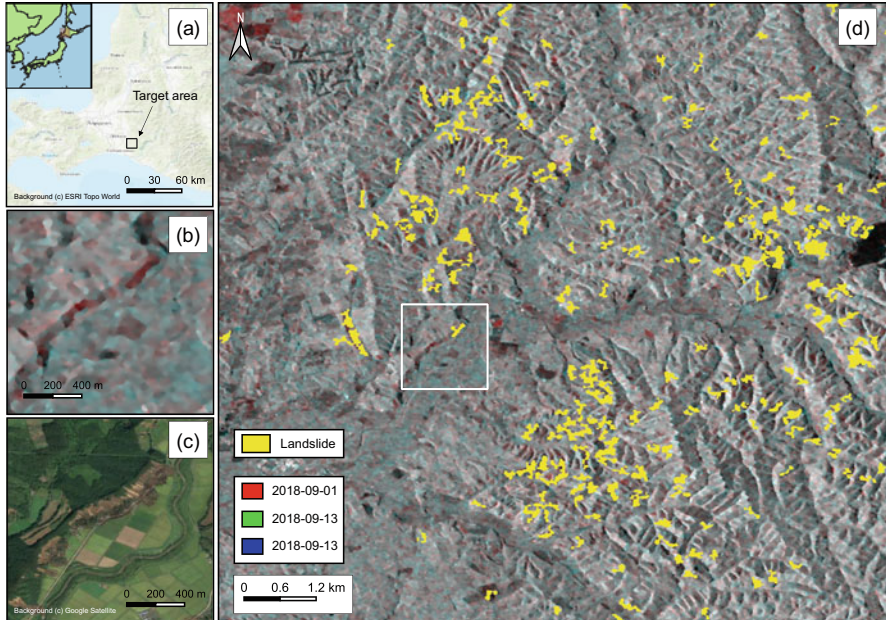 (a)
Target area
0 30 60 km
Background (c) ESRI Topo World
(b)
0 200 400 m
(c)
0 200 400 m
Background (c) Google Satellite
(d)
N
Landslide
2018-09-01
2018-09-13
2018-09-13
0 0.6 1.2 km